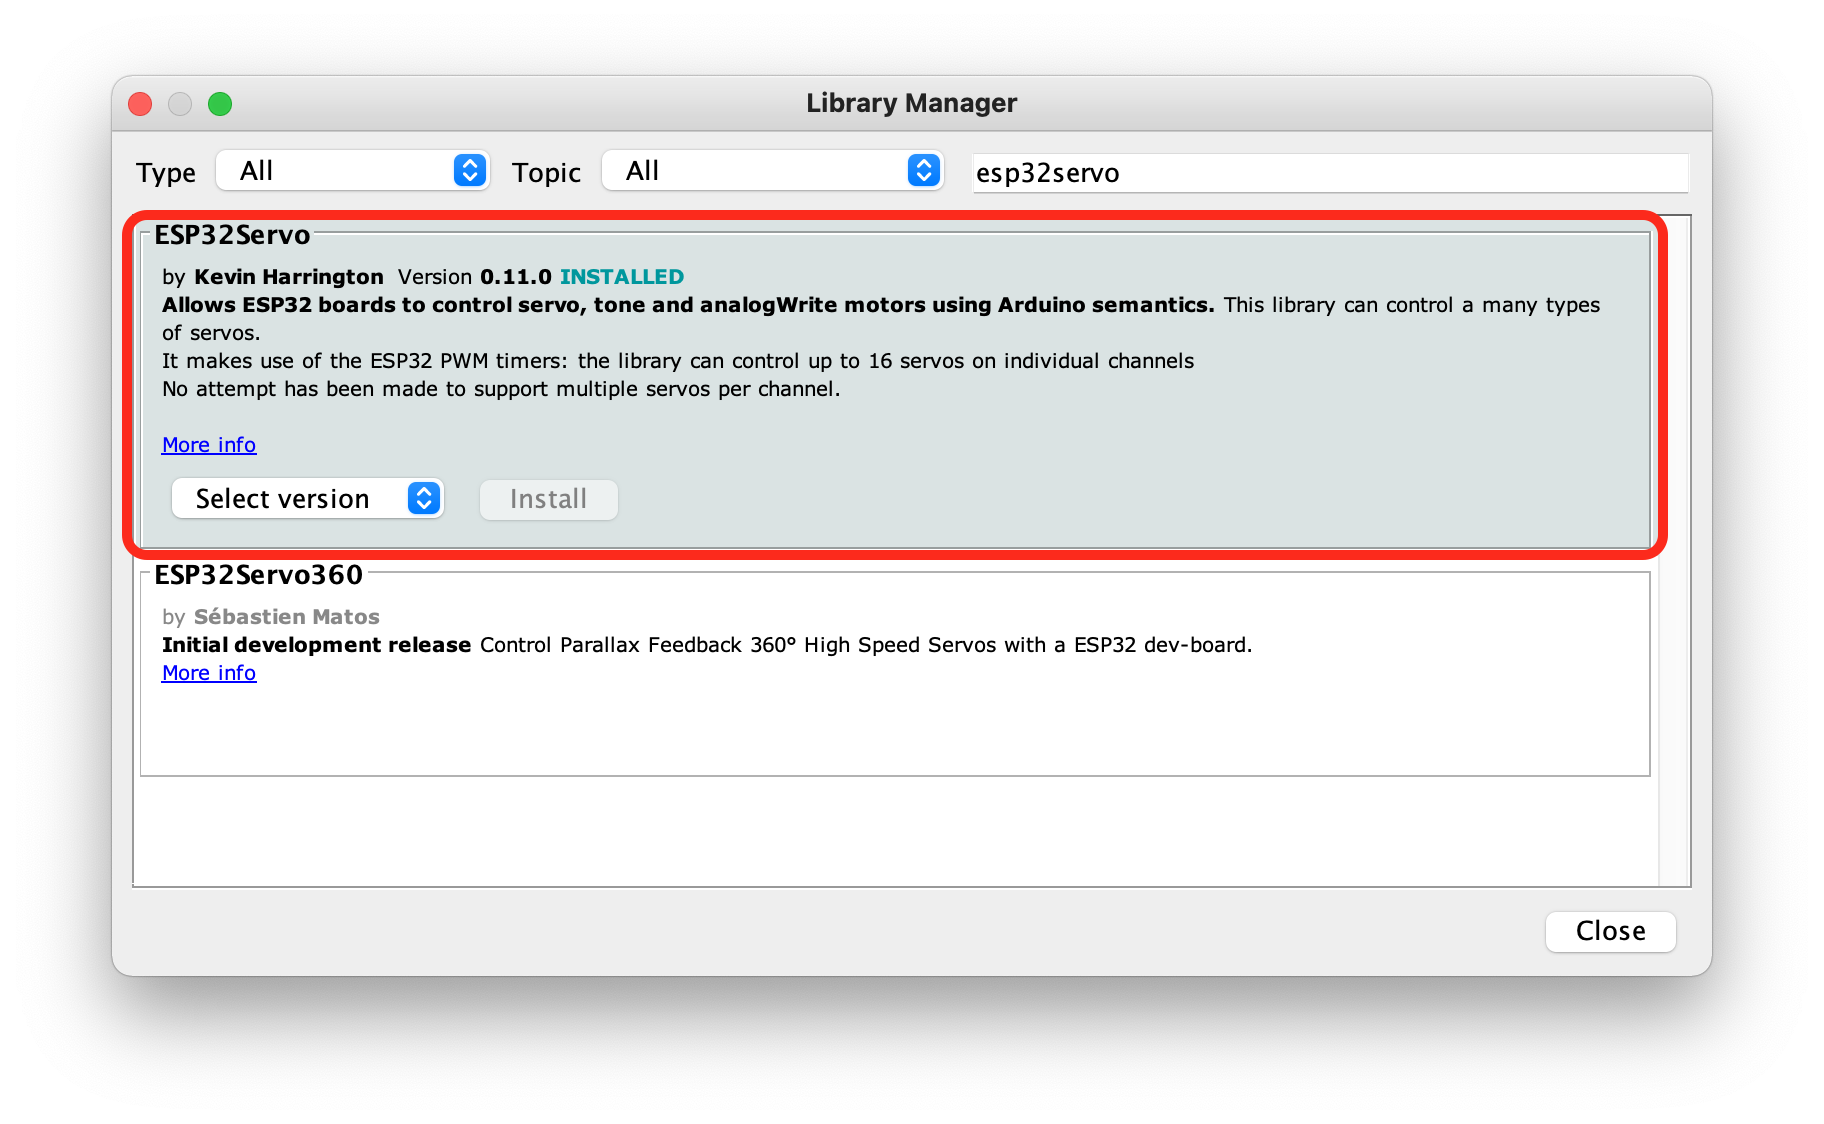 Library Manager
Type All Topic All esp32servo
ESP32Servo
by Kevin Harrington Version 0.11.0 INSTALLED
Allows ESP32 boards to control servo, tone and analogWrite motors using Arduino semantics. This library can control a many types
of servos.
It makes use of the ESP32 PWM timers: the library can control up to 16 servos on individual channels
No attempt has been made to support multiple servos per channel.
More info
Select version Install
ESP32Servo360
by Sébastien Matos
Initial development release Control Parallax Feedback 360° High Speed Servos with a ESP32 dev-board.
More info
Close